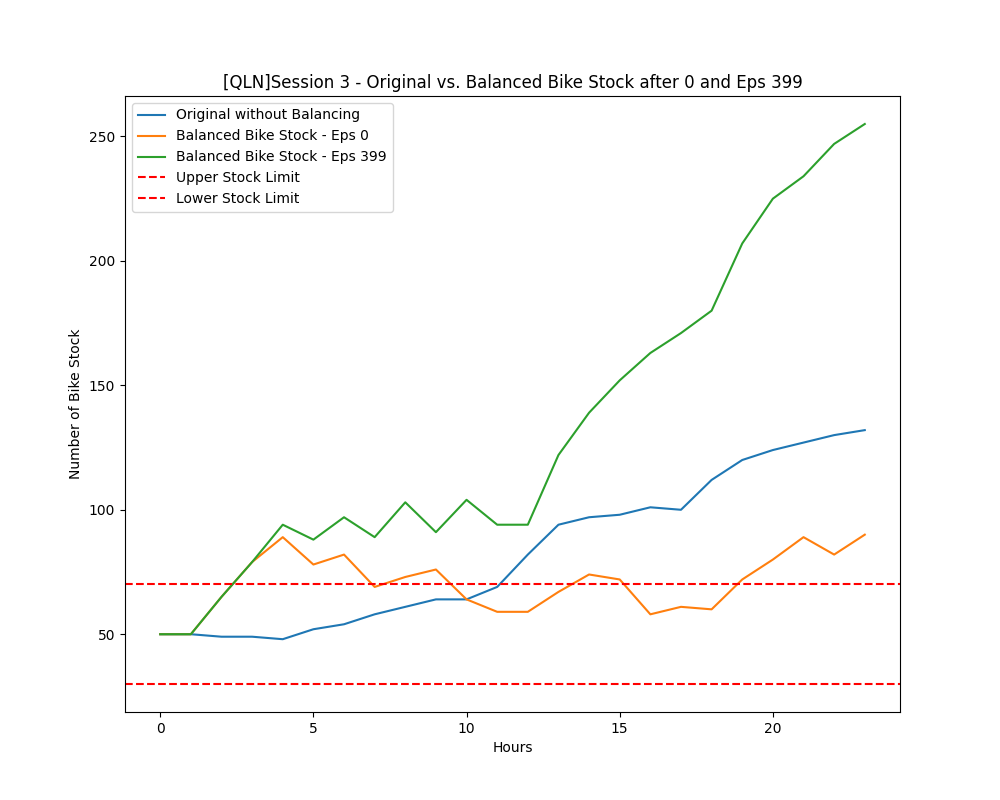 [QLN]Session 3 - Original vs. Balanced Bike Stock after 0 and Eps 399
Original without Balancing
Balanced Bike Stock - Eps 0
Balanced Bike Stock - Eps 399
Upper Stock Limit
Lower Stock Limit
250
200
150
100
50
Number of Bike Stock
0 5 10 15 20
Hours